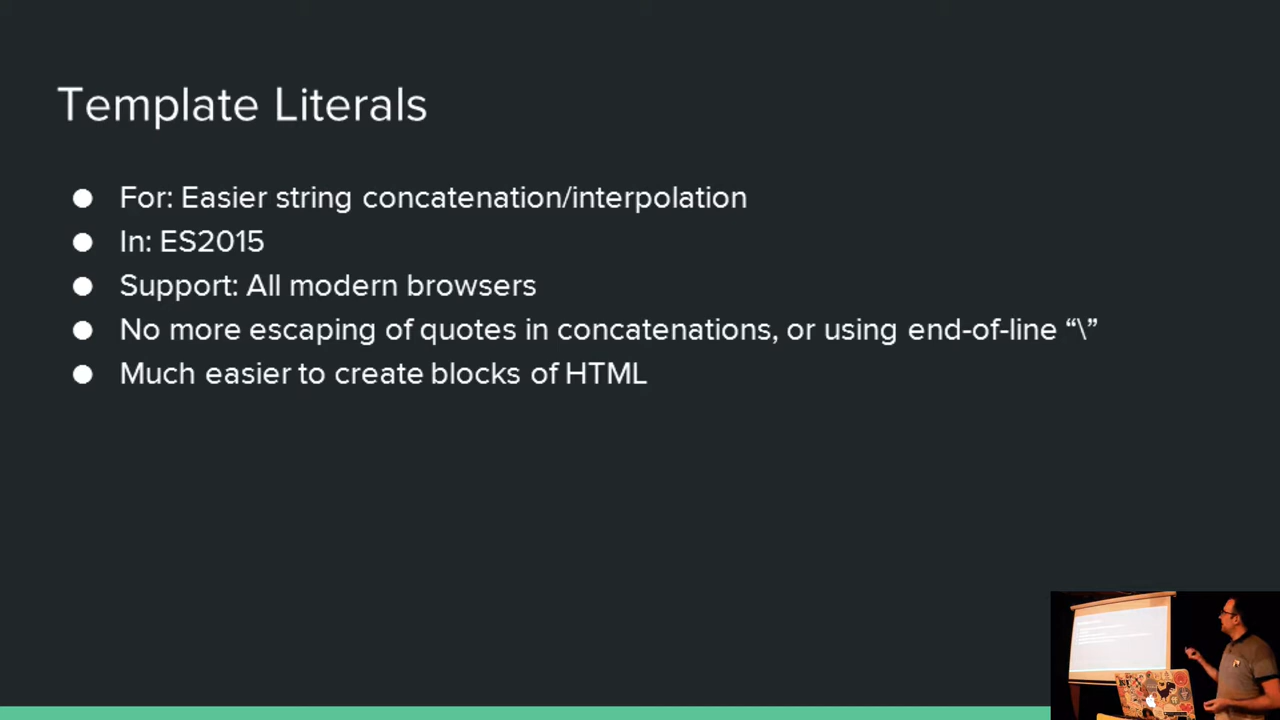 Template Literals
● For: Easier string concatenation/interpolation
● In: ES2015
● Support: All modern browsers
● No more escaping of quotes in concatenations, or using end-of-line “\”
● Much easier to create blocks of HTML